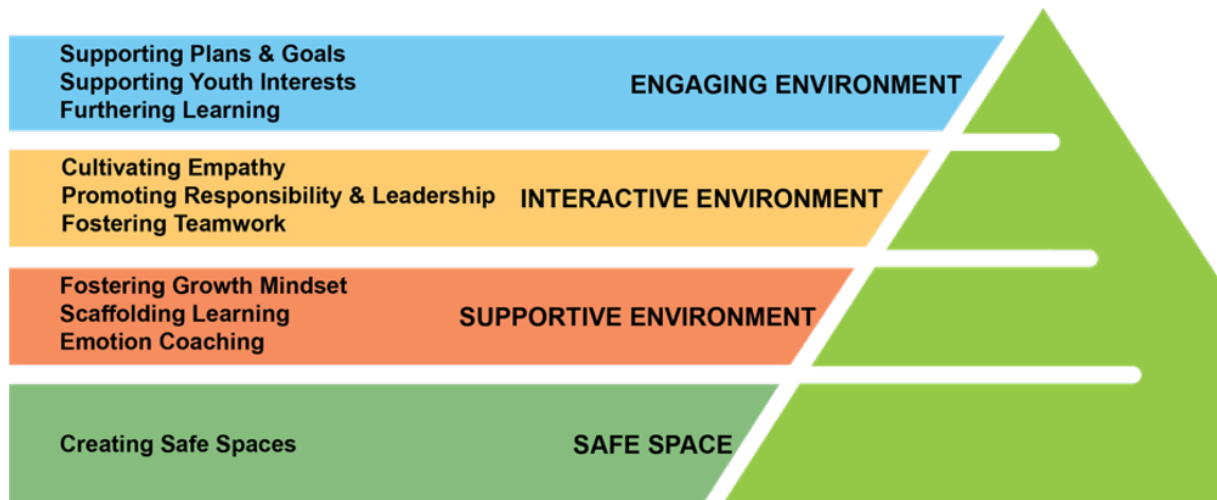 Supporting Plans & Goals
Supporting Youth Interests
Furthering Learning
ENGAGING ENVIRONMENT
Cultivating Empathy
Promoting Responsibility & Leadership
Fostering Teamwork
INTERACTIVE ENVIRONMENT
Fostering Growth Mindset
Scaffolding Learning
Emotion Coaching
SUPPORTIVE ENVIRONMENT
Creating Safe Spaces
SAFE SPACE